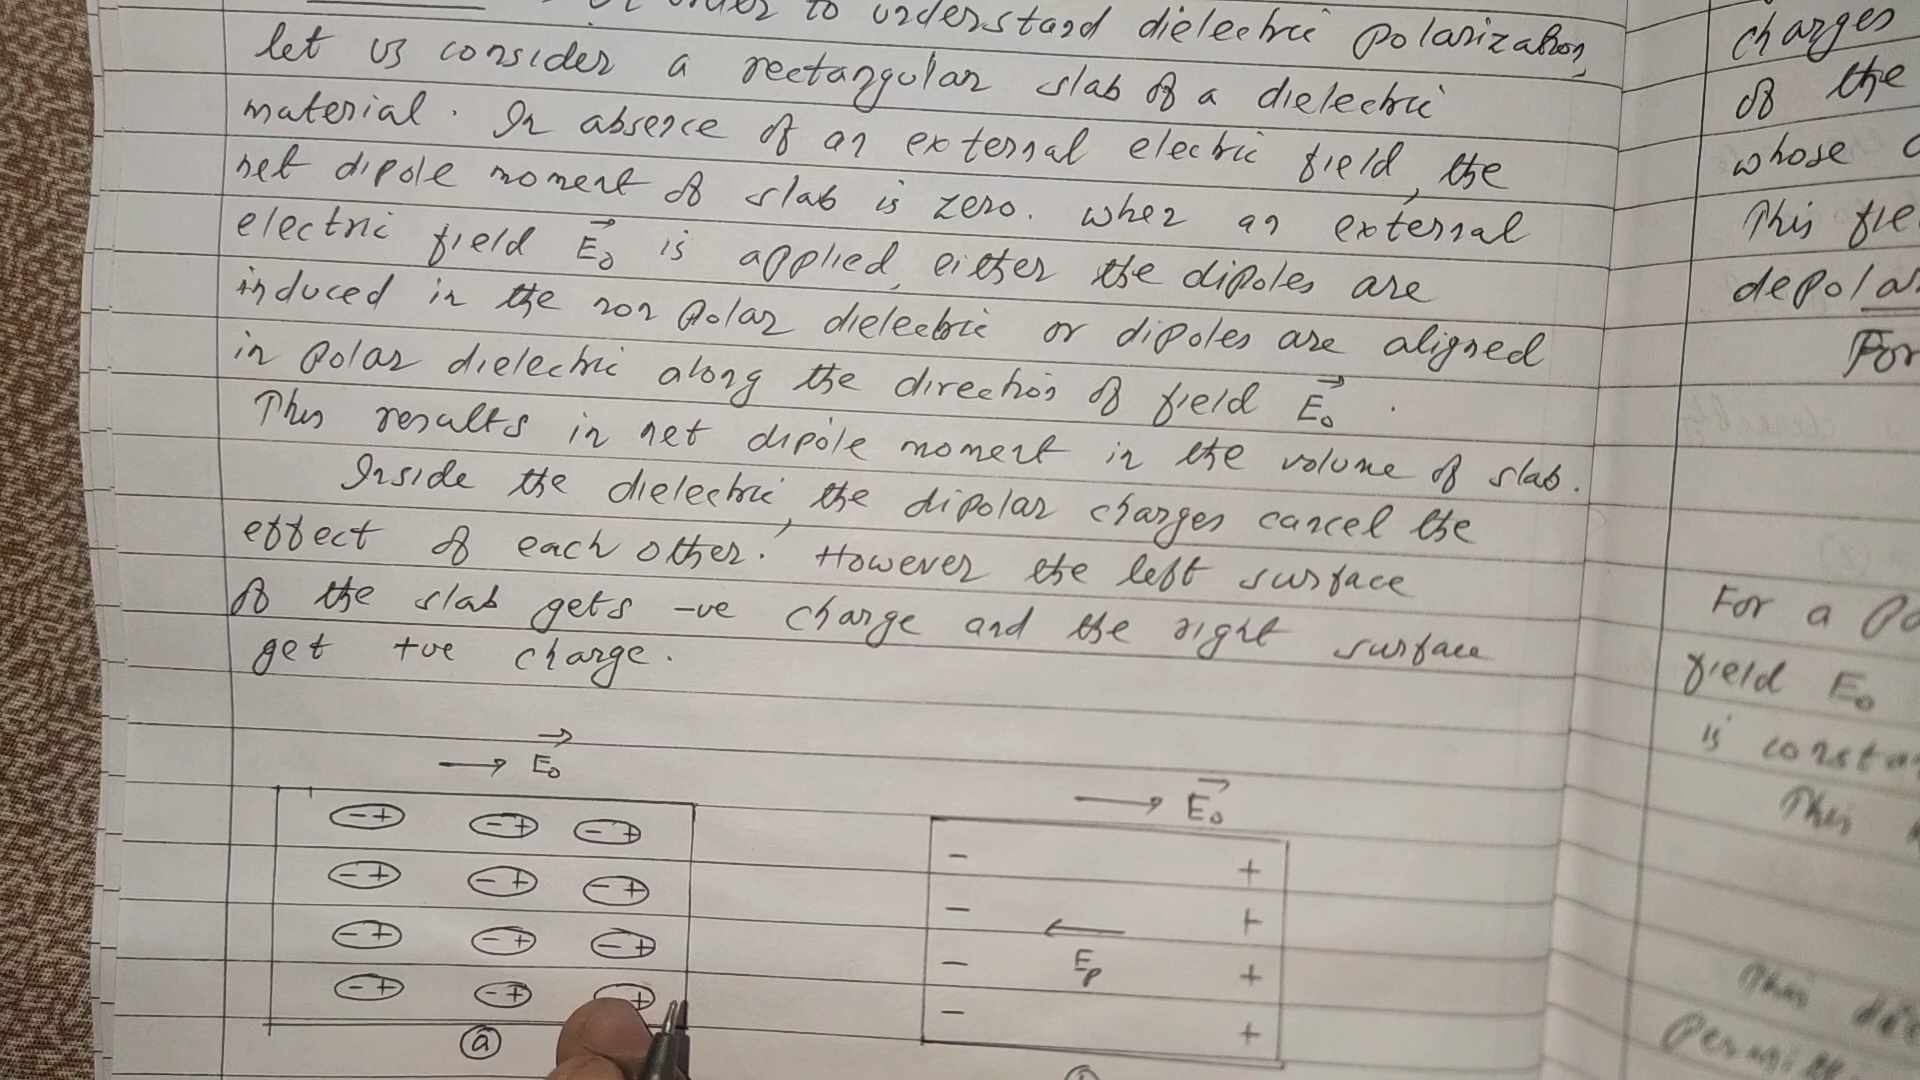 order to understand dielectric polarization,
let us consider a rectangular slab of a dielectric
material. In absence of an external electric field, the
net dipole moment of slab is zero. When an external
electric field E₀ is applied, either the dipoles are
induced in the non polar dielectric or dipoles are aligned
in polar dielectric along the direction of field E₀.
This results in net dipole moment in the volume of slab.
Inside the dielectric, the dipolar charges cancel the
effect of each other. However the left surface
of the slab gets -ve charge and the right surface
get +ve charge.
→ E₀
- + - + - +
- + - + - +
- + - + - +
- + - + +
a
→ E₀
- +
- +
Ep
- +
- +
charges
of the
whose
This fie
depola
For
For a Po
field E₀
is consta
This
This die
permitt